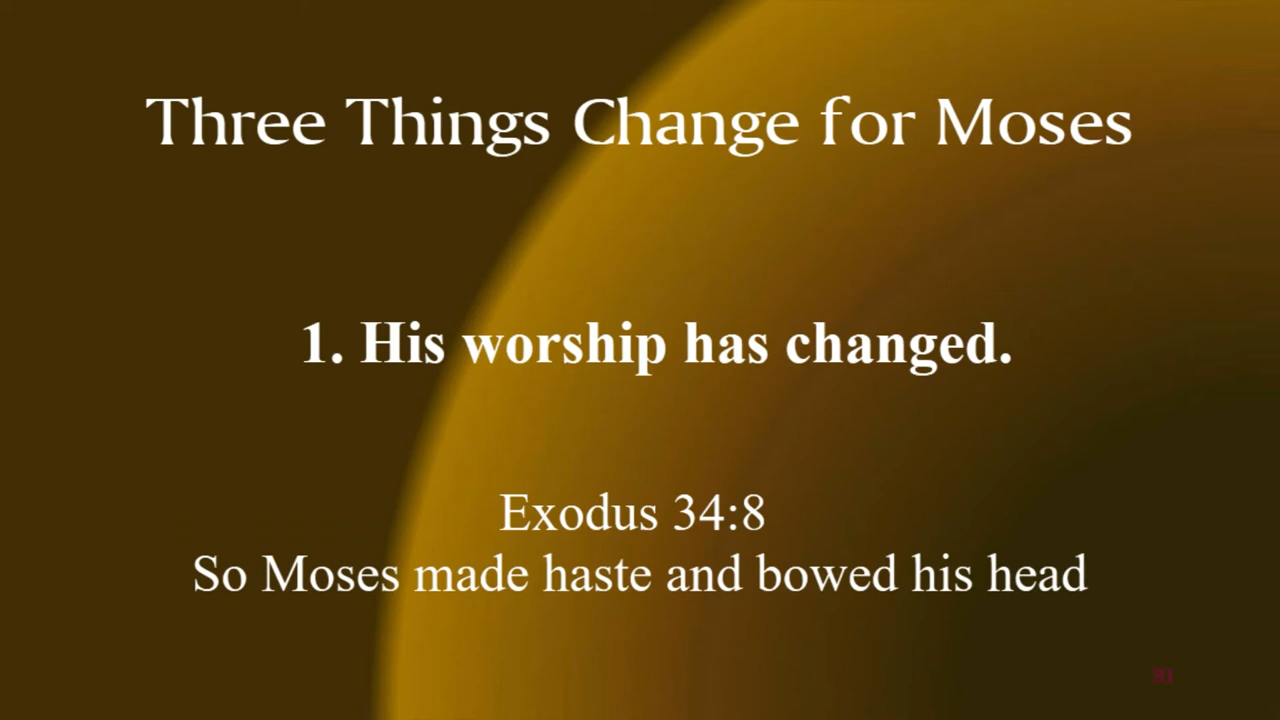 Three Things Change for Moses
1. His worship has changed.
Exodus 34:8
So Moses made haste and bowed his head